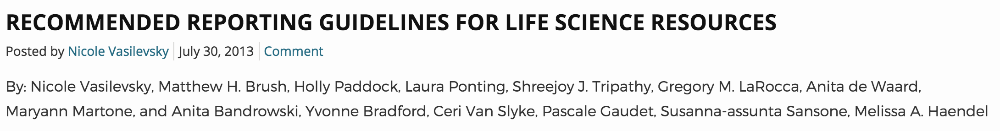 RECOMMENDED REPORTING GUIDELINES FOR LIFE SCIENCE RESOURCES
Posted by Nicole Vasilevsky July 30, 2013 Comment
By: Nicole Vasilevsky, Matthew H. Brush, Holly Paddock, Laura Ponting, Shreejoy J. Tripathy, Gregory M. LaRocca, Anita de Waard,
Maryann Martone, and Anita Bandrowski, Yvonne Bradford, Ceri Van Slyke, Pascale Gaudet, Susanna-assunta Sansone, Melissa A. Haendel